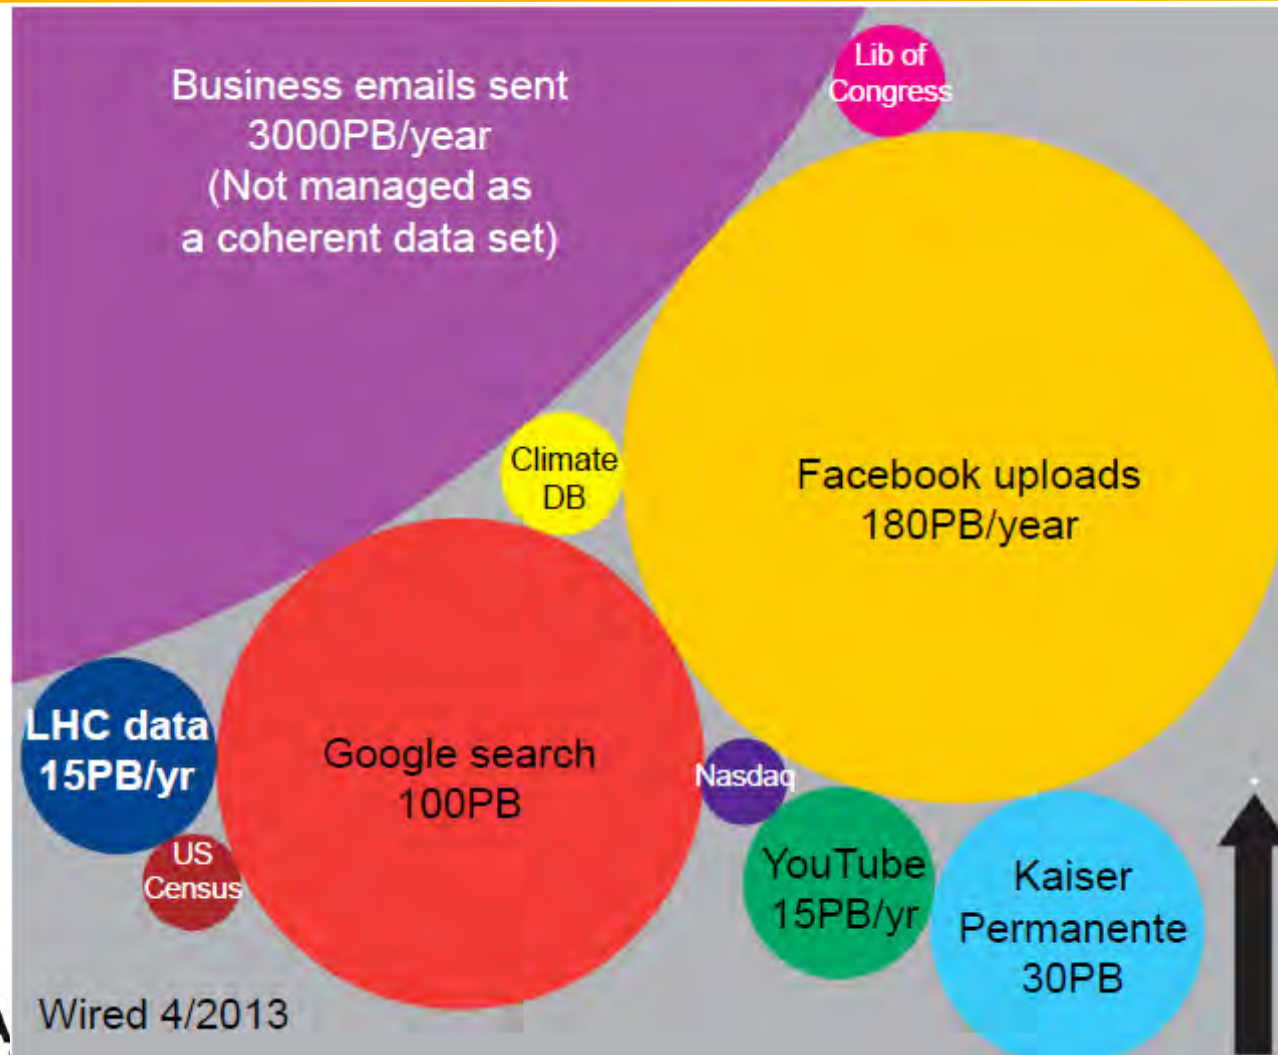 Business emails sent
3000PB/year
(Not managed as
a coherent data set)
Lib of
Congress
Climate
DB
Facebook uploads
180PB/year
LHC data
15PB/yr
Google search
100PB
Nasdaq
US
Census
YouTube
15PB/yr
Kaiser
Permanente
30PB
Wired 4/2013